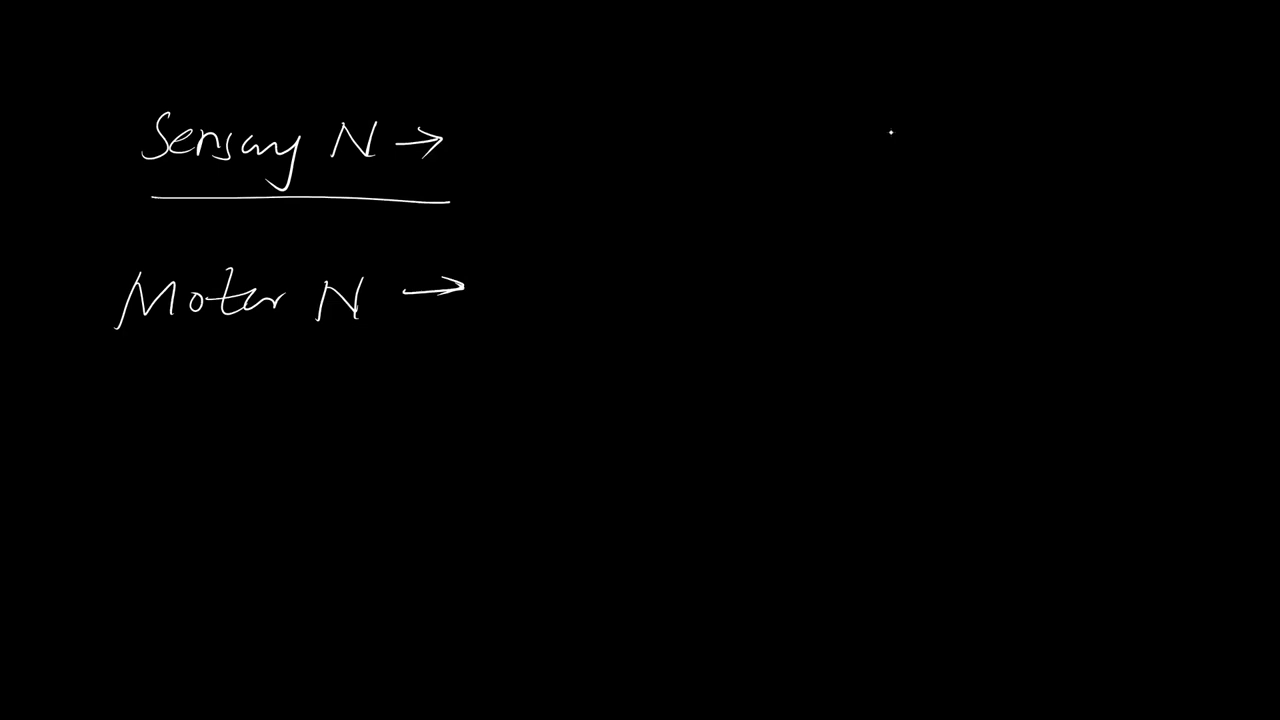 Sensory N →
Motor N →